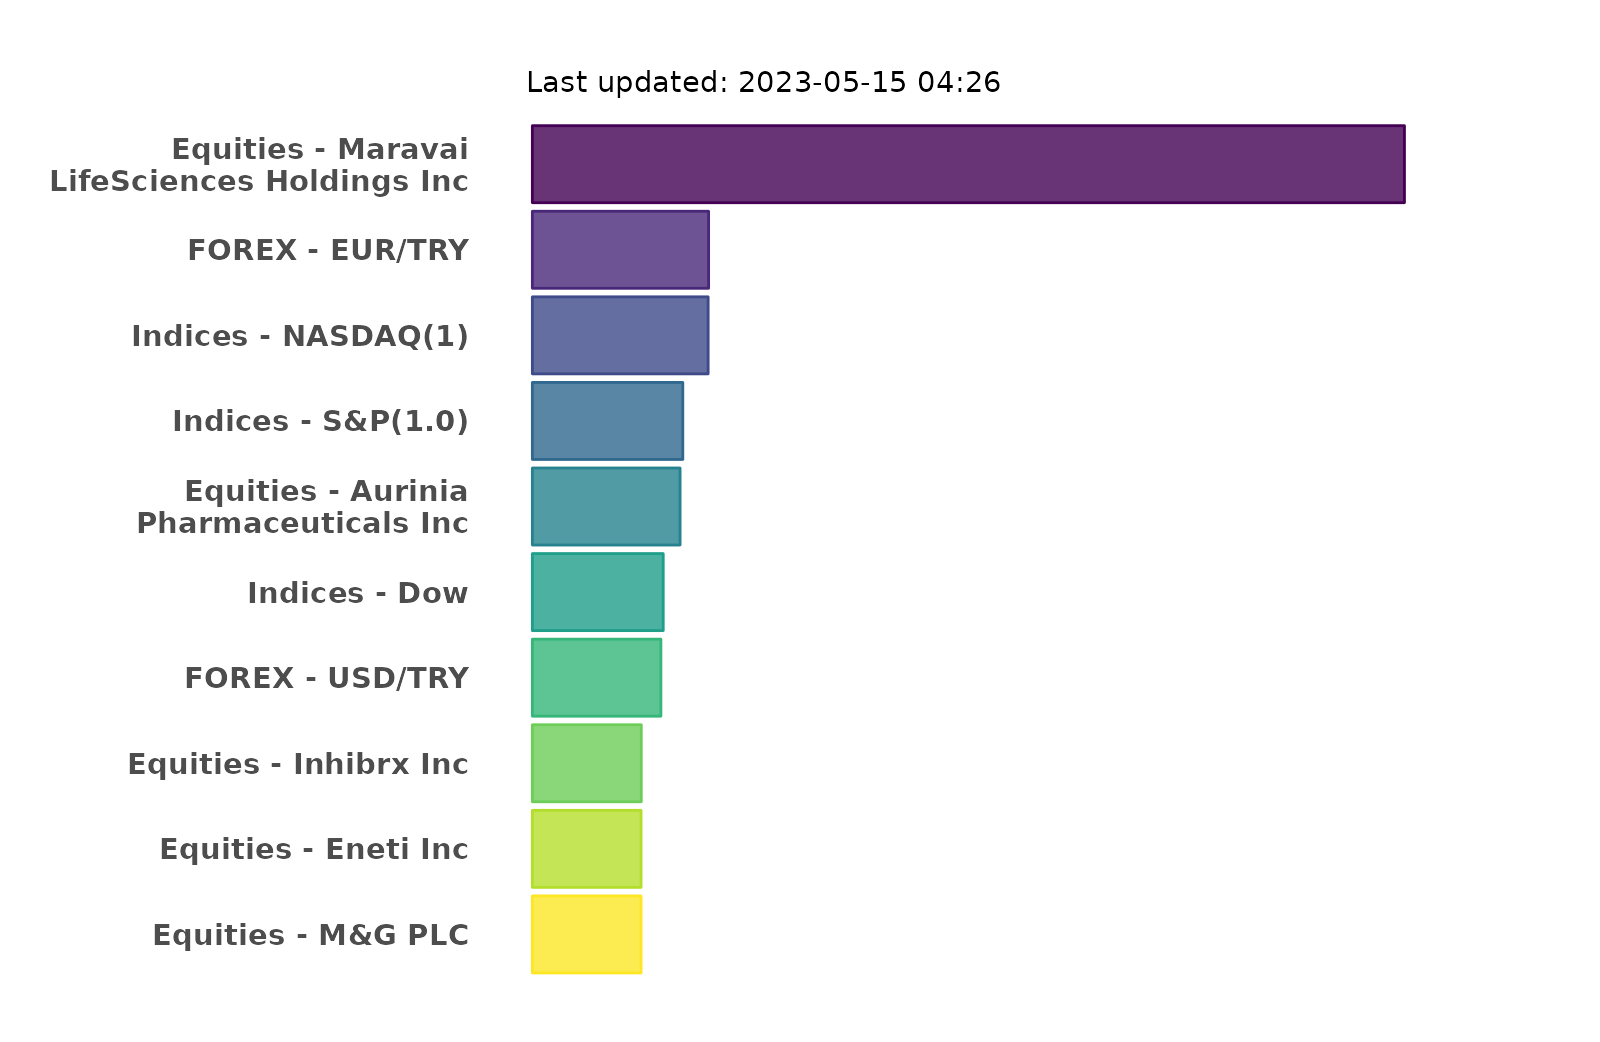 Last updated: 2023-05-15 04:26
Equities - Maravai
LifeSciences Holdings Inc
FOREX - EUR/TRY
Indices - NASDAQ(1)
Indices - S&P(1.0)
Equities - Aurinia
Pharmaceuticals Inc
Indices - Dow
FOREX - USD/TRY
Equities - Inhibrx Inc
Equities - Eneti Inc
Equities - M&G PLC